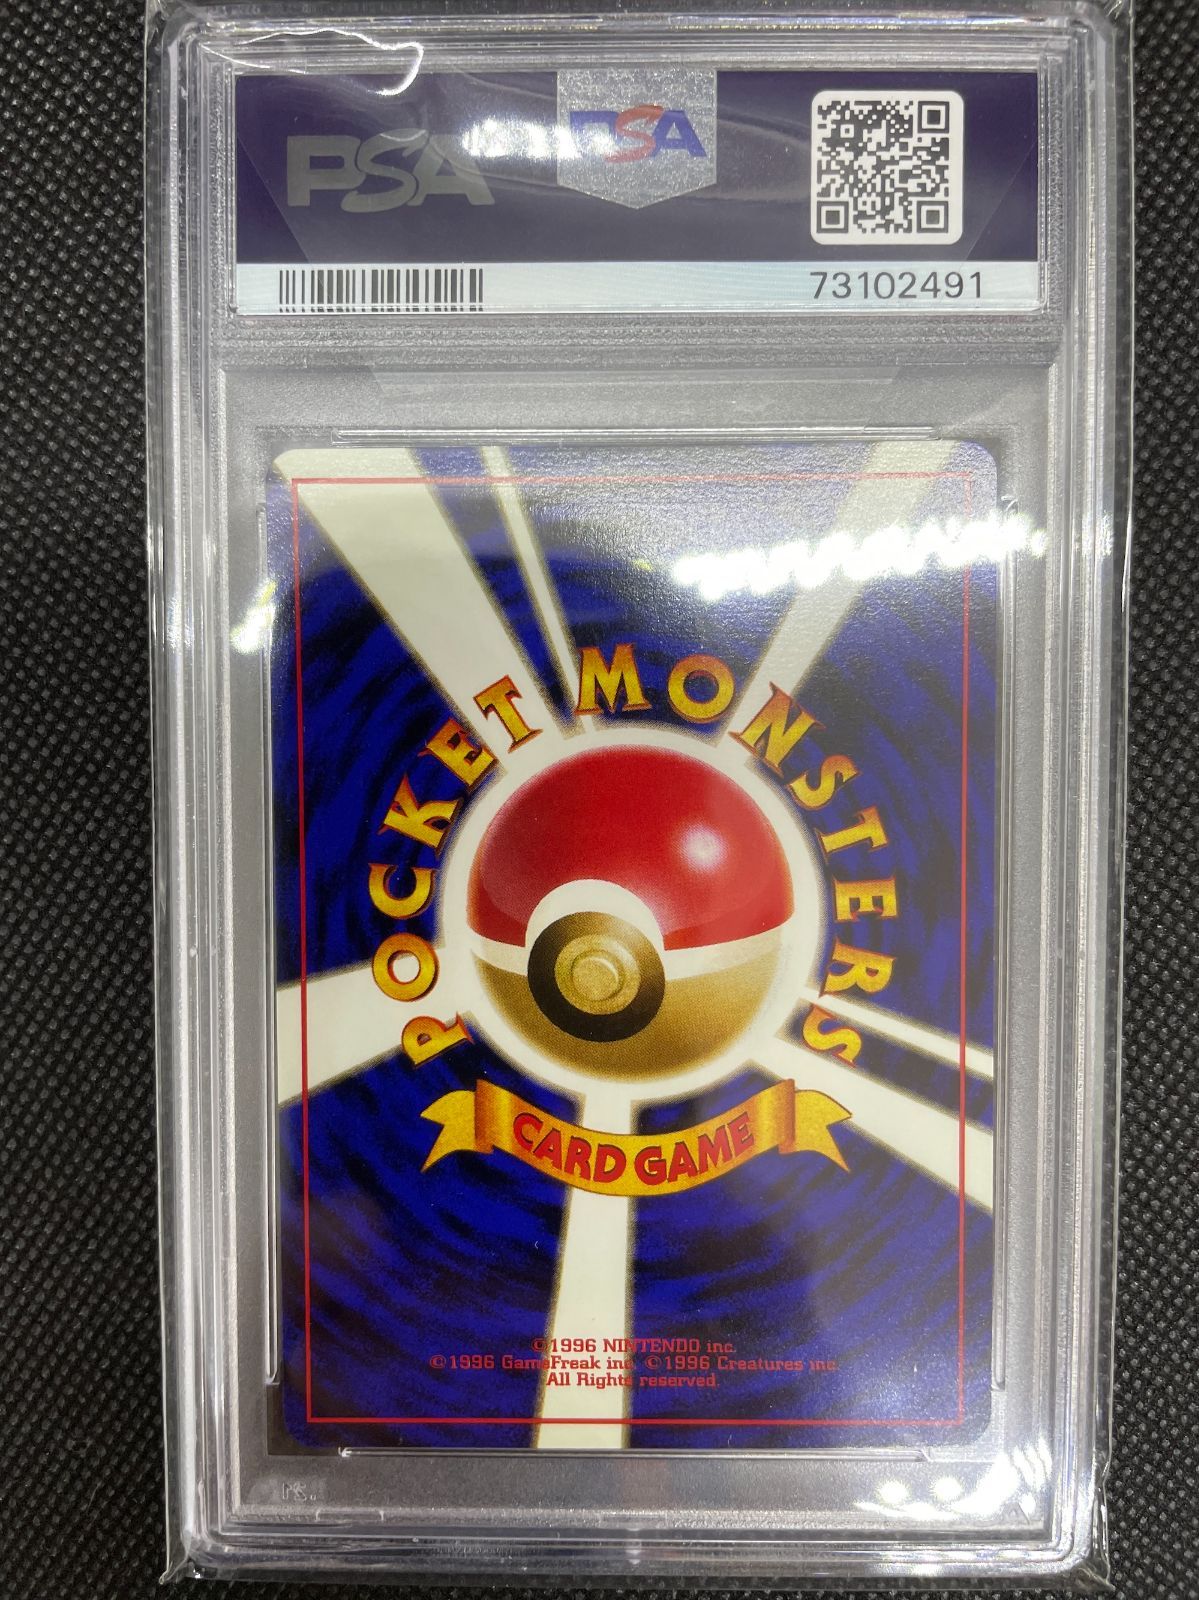 PSA PSA
73102491
POCKET MONSTERS
CARD GAME
©1996 NINTENDO inc.
©1996 GameFreak inc. ©1996 Creatures inc.
All Rights reserved.